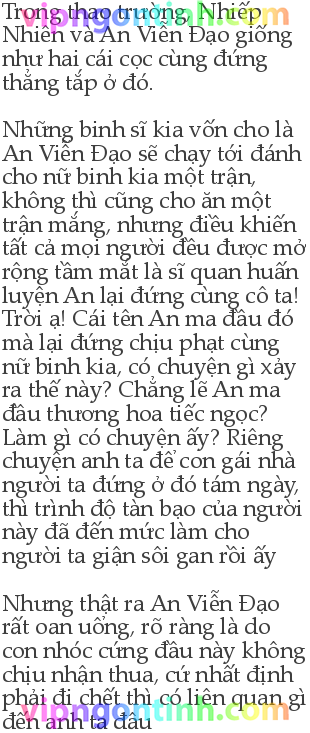 Trong thao trường, Nhiếp
Nhiên và An Viễn Đạo giống
như hai cái cọc cùng đứng
thẳng tắp ở đó.
Những binh sĩ kia vốn cho là
An Viễn Đạo sẽ chạy tới đánh
cho nữ binh kia một trận,
không thì cũng cho ăn một
trận mắng, nhưng điều khiến
tất cả mọi người đều được mở
rộng tầm mắt là sĩ quan huấn
luyện An lại đứng cùng cô ta!
Trời ạ! Cái tên An ma đầu đó
mà lại đứng chịu phạt cùng
nữ binh kia, có chuyện gì xảy
ra thế này? Chẳng lẽ An ma
đầu thương hoa tiếc ngọc?
Làm gì có chuyện ấy? Riêng
chuyện anh ta để con gái nhà
người ta đứng ở đó tám ngày,
thì trình độ tàn bạo của người
này đã đến mức làm cho
người ta giận sôi gan rồi ấy
Nhưng thật ra An Viễn Đạo
rất oan uổng, rõ ràng là do
con nhóc cứng đầu này không
chịu nhận thua, cứ nhất định
phải đi chết thì có liên quan gì
đến anh ta đâu
vipngontinh.com
vipngontinh.com